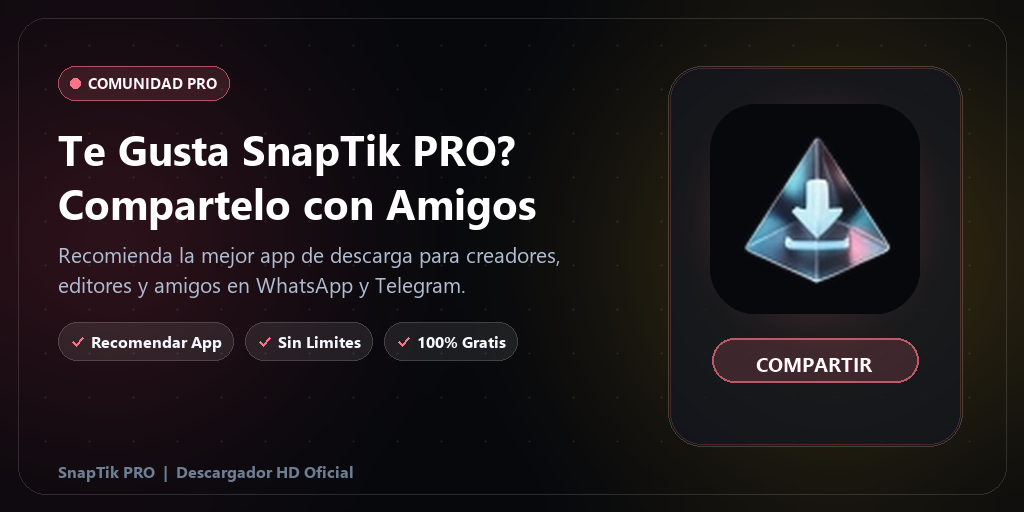 COMUNIDAD PRO
Te Gusta SnapTik PRO?
Compartelo con Amigos
Recomienda la mejor app de descarga para creadores,
editores y amigos en WhatsApp y Telegram.
Recomendar App
Sin Limites
100% Gratis
COMPARTIR
SnapTik PRO | Descargador HD Oficial